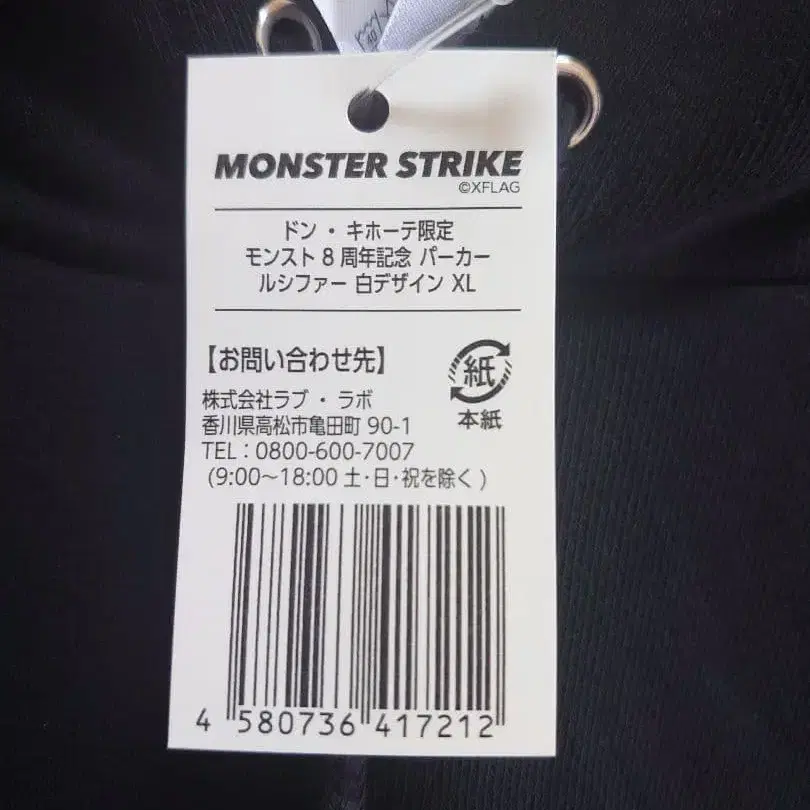 MONSTER STRIKE
©XFLAG
ドン・キホーテ限定
モンスト 8 周年記念 パーカー
ルシファー 白デザイン XL
【お問い合わせ先】
株式会社ラブ・ラボ
香川県高松市亀田町 90-1
TEL：0800-600-7007
(9:00〜18:00 土・日・祝を除く)
紙
本紙
4 580736 417212